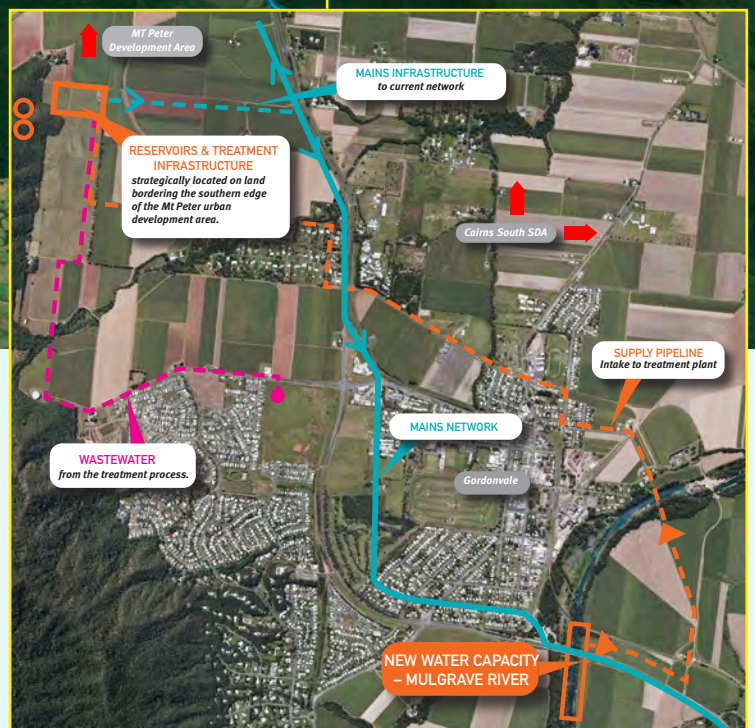 MT Peter
Development Area
MAINS INFRASTRUCTURE
to current network
RESERVOIRS & TREATMENT
INFRASTRUCTURE
strategically located on land
bordering the southern edge
of the Mt Peter urban
development area.
Cairns South SDA
SUPPLY PIPELINE
Intake to treatment plant
MAINS NETWORK
WASTEWATER
from the treatment process.
Gordonvale
NEW WATER CAPACITY
– MULGRAVE RIVER